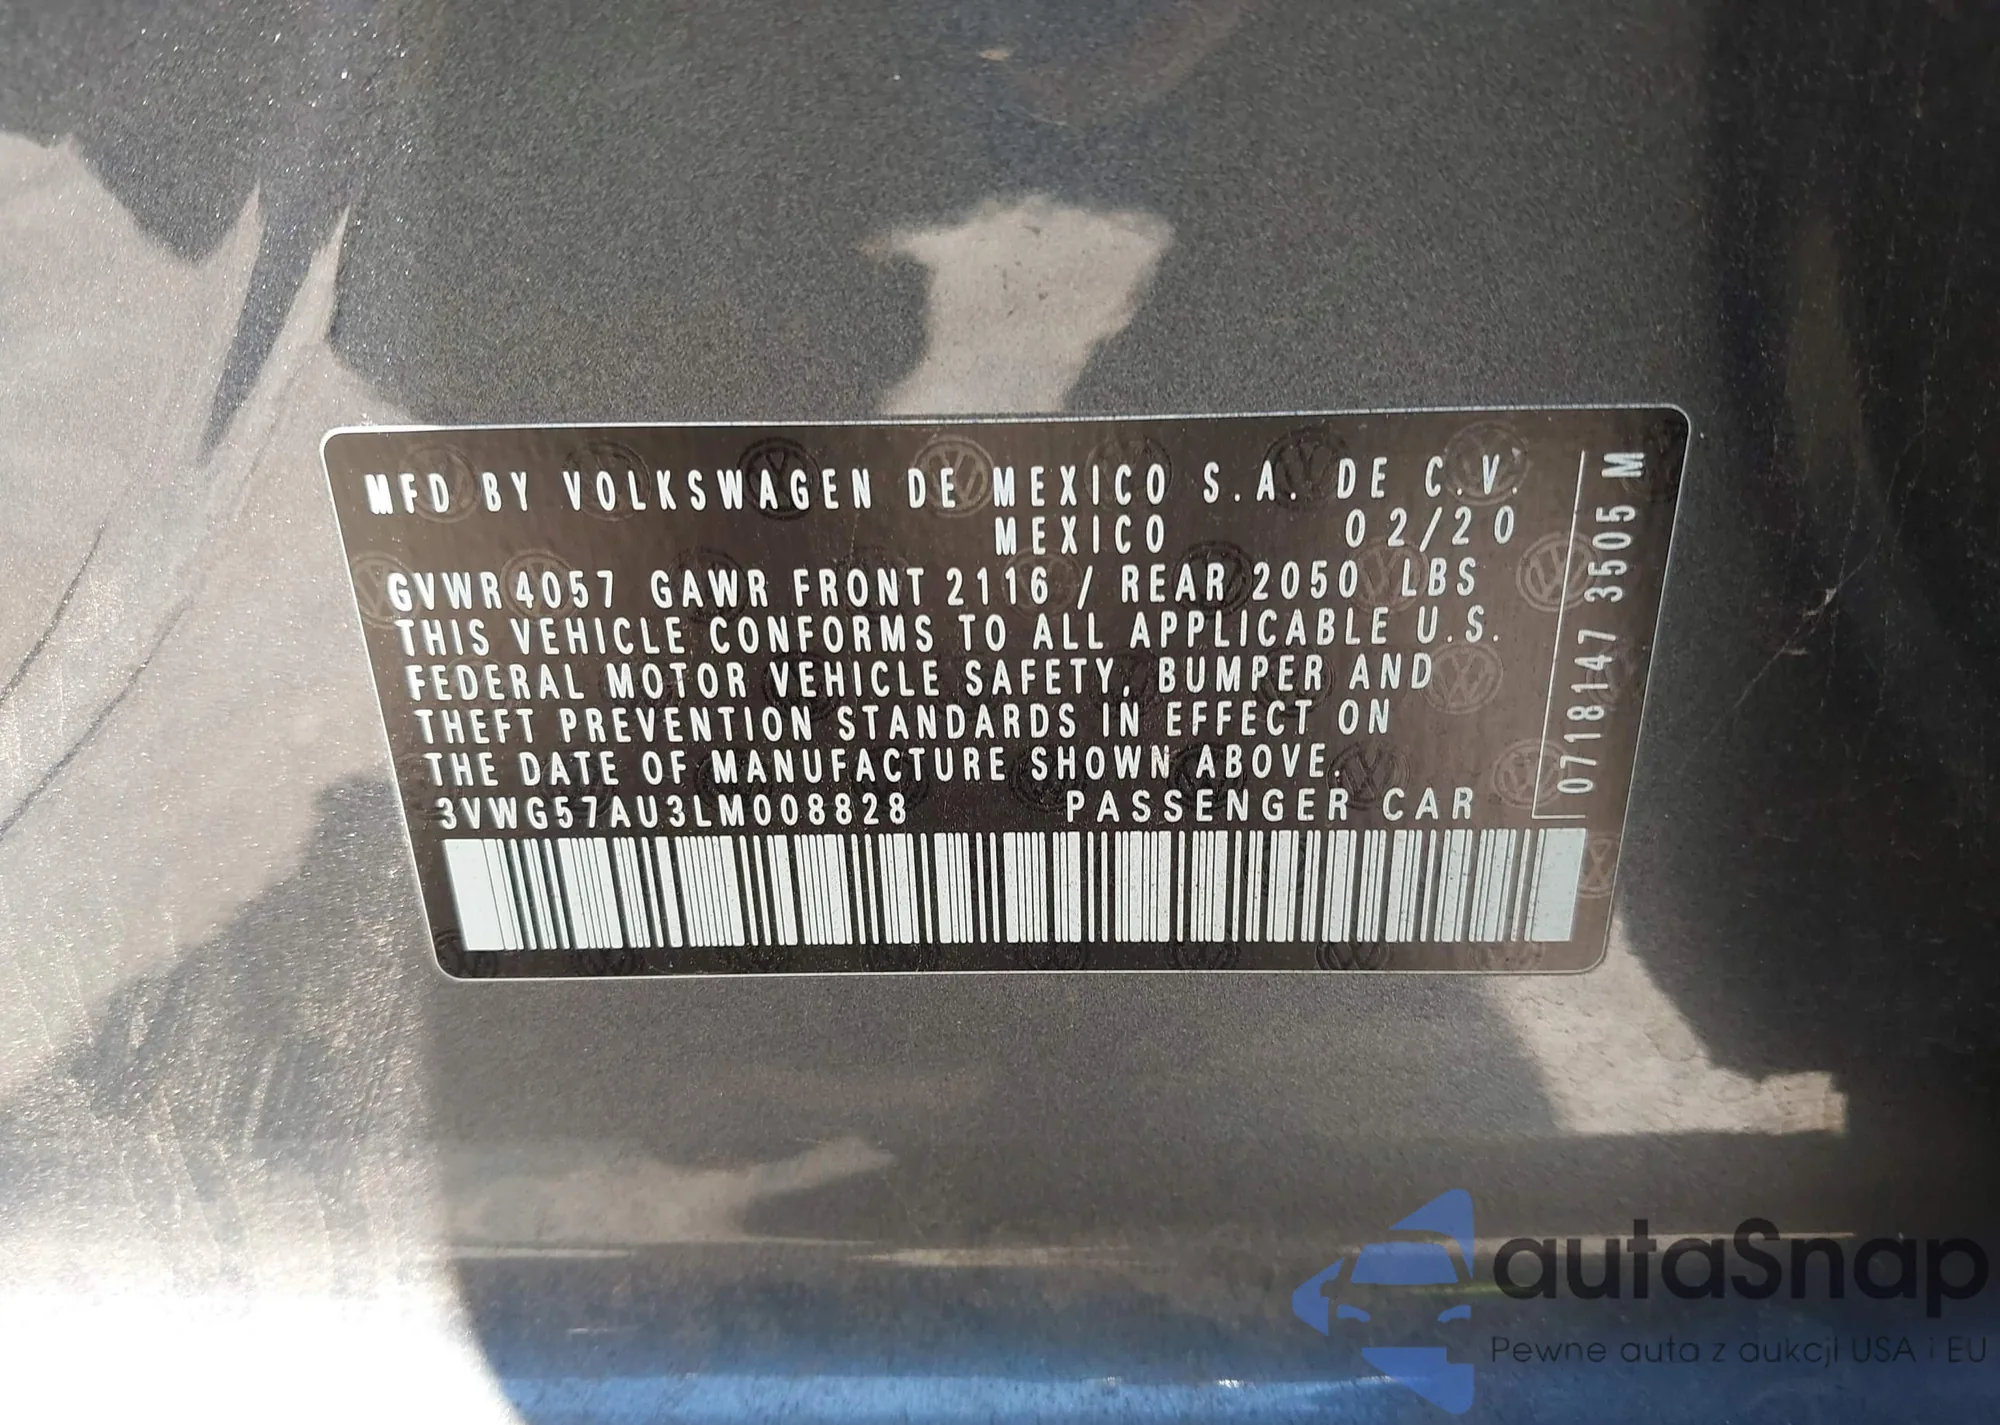 MFD BY VOLKSWAGEN DE MEXICO S.A. DE C.V.
MEXICO 02/20
GVWR 4057 GAWR FRONT 2116 / REAR 2050 LBS
THIS VEHICLE CONFORMS TO ALL APPLICABLE U.S.
FEDERAL MOTOR VEHICLE SAFETY, BUMPER AND
THEFT PREVENTION STANDARDS IN EFFECT ON
THE DATE OF MANUFACTURE SHOWN ABOVE.
3VWG57AU3LM008828 PASSENGER CAR
0718147 3505 M
autaSnap
Pewne auta z aukcji USA i EU